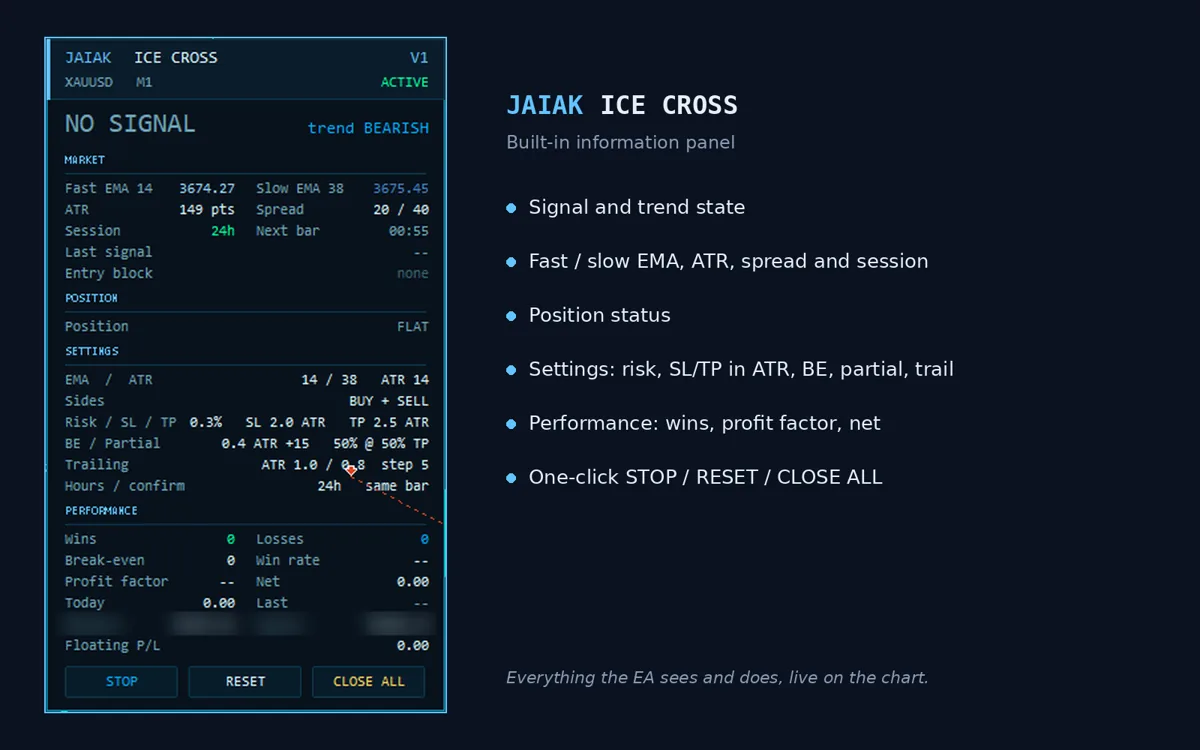 JAIAK ICE CROSS V1
XAUUSD M1 ACTIVE
NO SIGNAL trend BEARISH
MARKET
Fast EMA 14 3674.27 Slow EMA 38 3675.45
ATR 149 pts Spread 20 / 40
Session 24h Next bar 00:55
Last signal --
Entry block none
POSITION
Position FLAT
SETTINGS
EMA / ATR 14 / 38 ATR 14
Sides BUY + SELL
Risk / SL / TP 0.3% SL 2.0 ATR TP 2.5 ATR
BE / Partial 0.4 ATR +15 50% @ 50% TP
Trailing ATR 1.0 / 0.8 step 5
Hours / confirm 24h same bar
PERFORMANCE
Wins 0 Losses 0
Break-even 0 Win rate --
Profit factor -- Net 0.00
Today 0.00 Last --
Floating P/L 0.00
STOP RESET CLOSE ALL
JAIAK ICE CROSS
Built-in information panel
Signal and trend state
Fast / slow EMA, ATR, spread and session
Position status
Settings: risk, SL/TP in ATR, BE, partial, trail
Performance: wins, profit factor, net
One-click STOP / RESET / CLOSE ALL
Everything the EA sees and does, live on the chart.